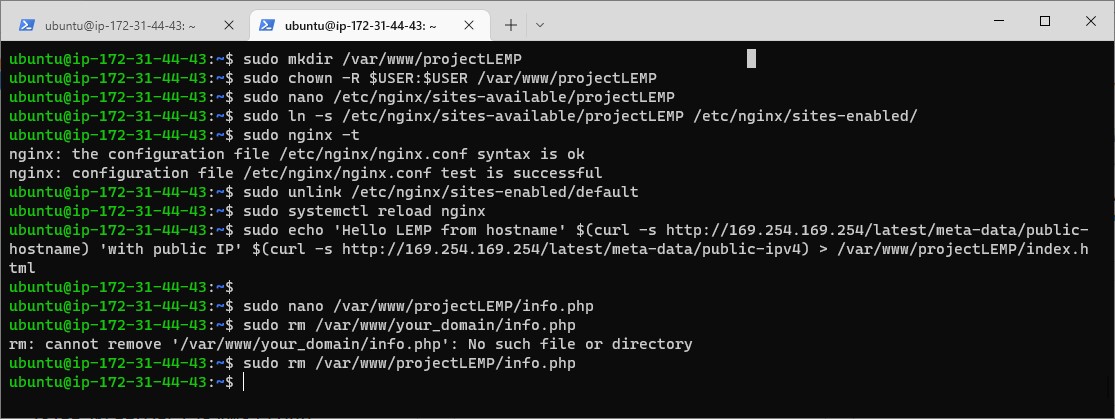 ubuntu@ip-172-31-44-43: ~
ubuntu@ip-172-31-44-43: ~
ubuntu@ip-172-31-44-43:~$ sudo mkdir /var/www/projectLEMP
ubuntu@ip-172-31-44-43:~$ sudo chown -R $USER:$USER /var/www/projectLEMP
ubuntu@ip-172-31-44-43:~$ sudo nano /etc/nginx/sites-available/projectLEMP
ubuntu@ip-172-31-44-43:~$ sudo ln -s /etc/nginx/sites-available/projectLEMP /etc/nginx/sites-enabled/
ubuntu@ip-172-31-44-43:~$ sudo nginx -t
nginx: the configuration file /etc/nginx/nginx.conf syntax is ok
nginx: configuration file /etc/nginx/nginx.conf test is successful
ubuntu@ip-172-31-44-43:~$ sudo unlink /etc/nginx/sites-enabled/default
ubuntu@ip-172-31-44-43:~$ sudo systemctl reload nginx
ubuntu@ip-172-31-44-43:~$ sudo echo 'Hello LEMP from hostname' $(curl -s http://169.254.169.254/latest/meta-data/public-
hostname) 'with public IP' $(curl -s http://169.254.169.254/latest/meta-data/public-ipv4) > /var/www/projectLEMP/index.h
tml
ubuntu@ip-172-31-44-43:~$
ubuntu@ip-172-31-44-43:~$ sudo nano /var/www/projectLEMP/info.php
ubuntu@ip-172-31-44-43:~$ sudo rm /var/www/your_domain/info.php
rm: cannot remove '/var/www/your_domain/info.php': No such file or directory
ubuntu@ip-172-31-44-43:~$ sudo rm /var/www/projectLEMP/info.php
ubuntu@ip-172-31-44-43:~$